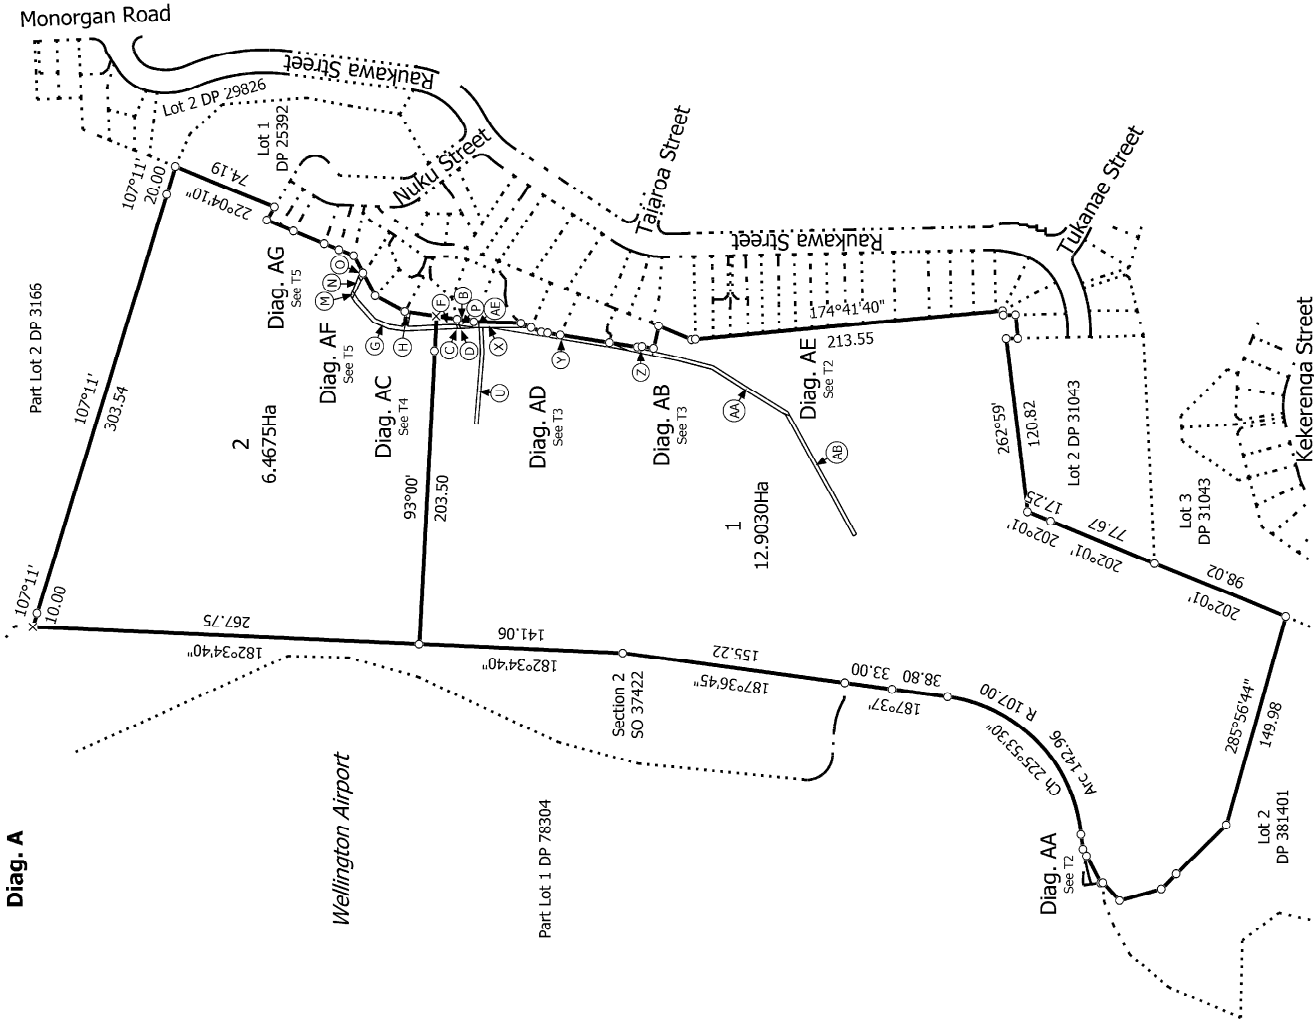 Diag. A
Monorgan Road
Raukawa Street
Lot 2 DP 29826
Lot 1
DP 25392
Nuku Street
Taiaroa Street
Raukawa Street
Tukanae Street
Kekerenga Street
Part Lot 2 DP 3166
107°11'
20.00
74.19
22°04'10"
107°11'
303.54
107°11'
10.00
2
6.4675Ha
Diag. AG
See T5
Diag. AF
See T5
Diag. AC
See T4
Diag. AD
See T3
Diag. AB
See T3
Diag. AE
See T2
M
N
O
G
H
F
B
P
AE
C
D
X
U
Y
Z
AA
AB
174°41'40"
213.55
93°00'
203.50
267.75
182°34'40"
141.06
182°34'40"
155.22
187°36'45"
33.00
38.80
187°37'
R 107.00
Ch 225°53'30"
Arc 142.96
1
12.9030Ha
262°59'
120.82
Lot 2 DP 31043
17.25
202°01'
77.67
202°01'
98.02
202°01'
Lot 3
DP 31043
285°56'44"
149.98
Lot 2
DP 381401
Diag. AA
See T2
Section 2
SO 37422
Wellington Airport
Part Lot 1 DP 78304